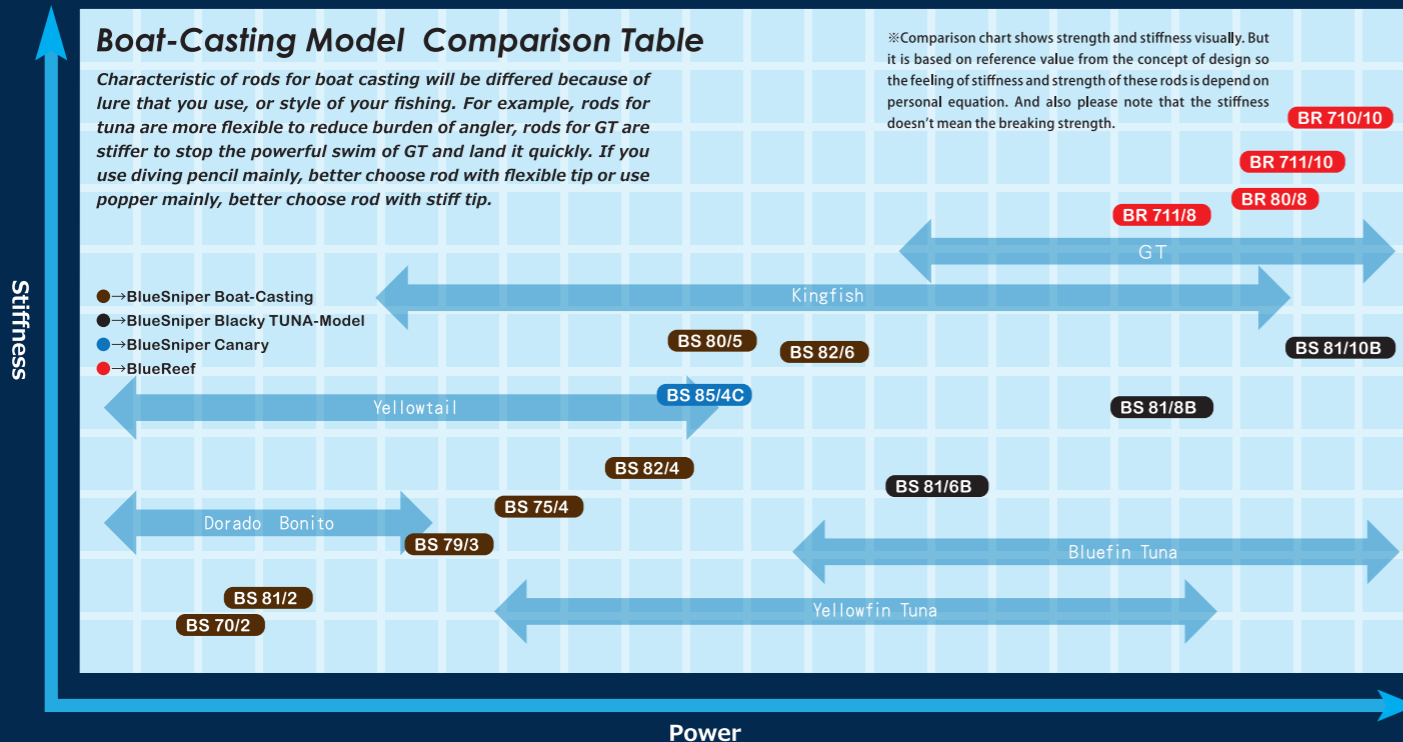 Boat-Casting Model Comparison Table
Characteristic of rods for boat casting will be differed because of
lure that you use, or style of your fishing. For example, rods for
tuna are more flexible to reduce burden of angler, rods for GT are
stiffer to stop the powerful swim of GT and land it quickly. If you
use diving pencil mainly, better choose rod with flexible tip or use
popper mainly, better choose rod with stiff tip.
※Comparison chart shows strength and stiffness visually. But
it is based on reference value from the concept of design so
the feeling of stiffness and strength of these rods is depend on
personal equation. And also please note that the stiffness
doesn't mean the breaking strength.
BR 710/10
BR 711/10
BR 80/8
BR 711/8
GT
Stiffness
●→BlueSniper Boat-Casting
●→BlueSniper Blacky TUNA-Model
●→BlueSniper Canary
●→BlueReef
Kingfish
BS 80/5
BS 82/6
BS 81/10B
BS 85/4C
Yellowtail
BS 81/8B
BS 82/4
BS 81/6B
BS 75/4
Dorado Bonito
BS 79/3
Bluefin Tuna
BS 81/2
Yellowfin Tuna
BS 70/2
Power